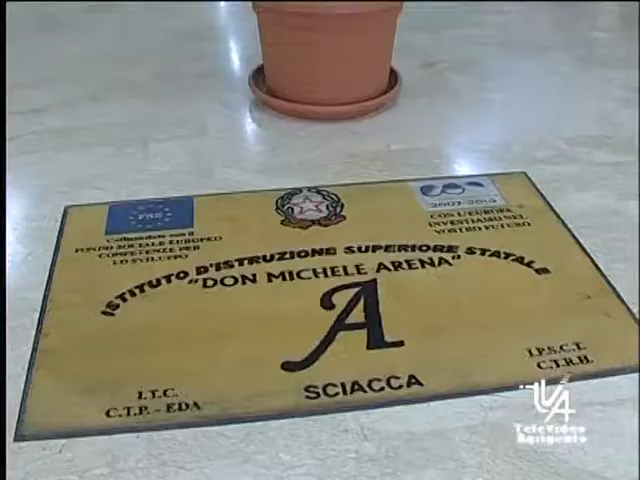 FSE
Cofinanziato con il
FONDO SOCIALE EUROPEO
COMPETENZE PER
LO SVILUPPO
2007-2013
CON L'EUROPA
INVESTIAMO NEL
VOSTRO FUTURO
ISTITUTO D'ISTRUZIONE SUPERIORE STATALE
"DON MICHELE ARENA"
A
SCIACCA
I.T.C.
C.T.P. - EDA
I.P.S.C.T.
C.T.R.H.
TVA
TeleVideo
Agrigento